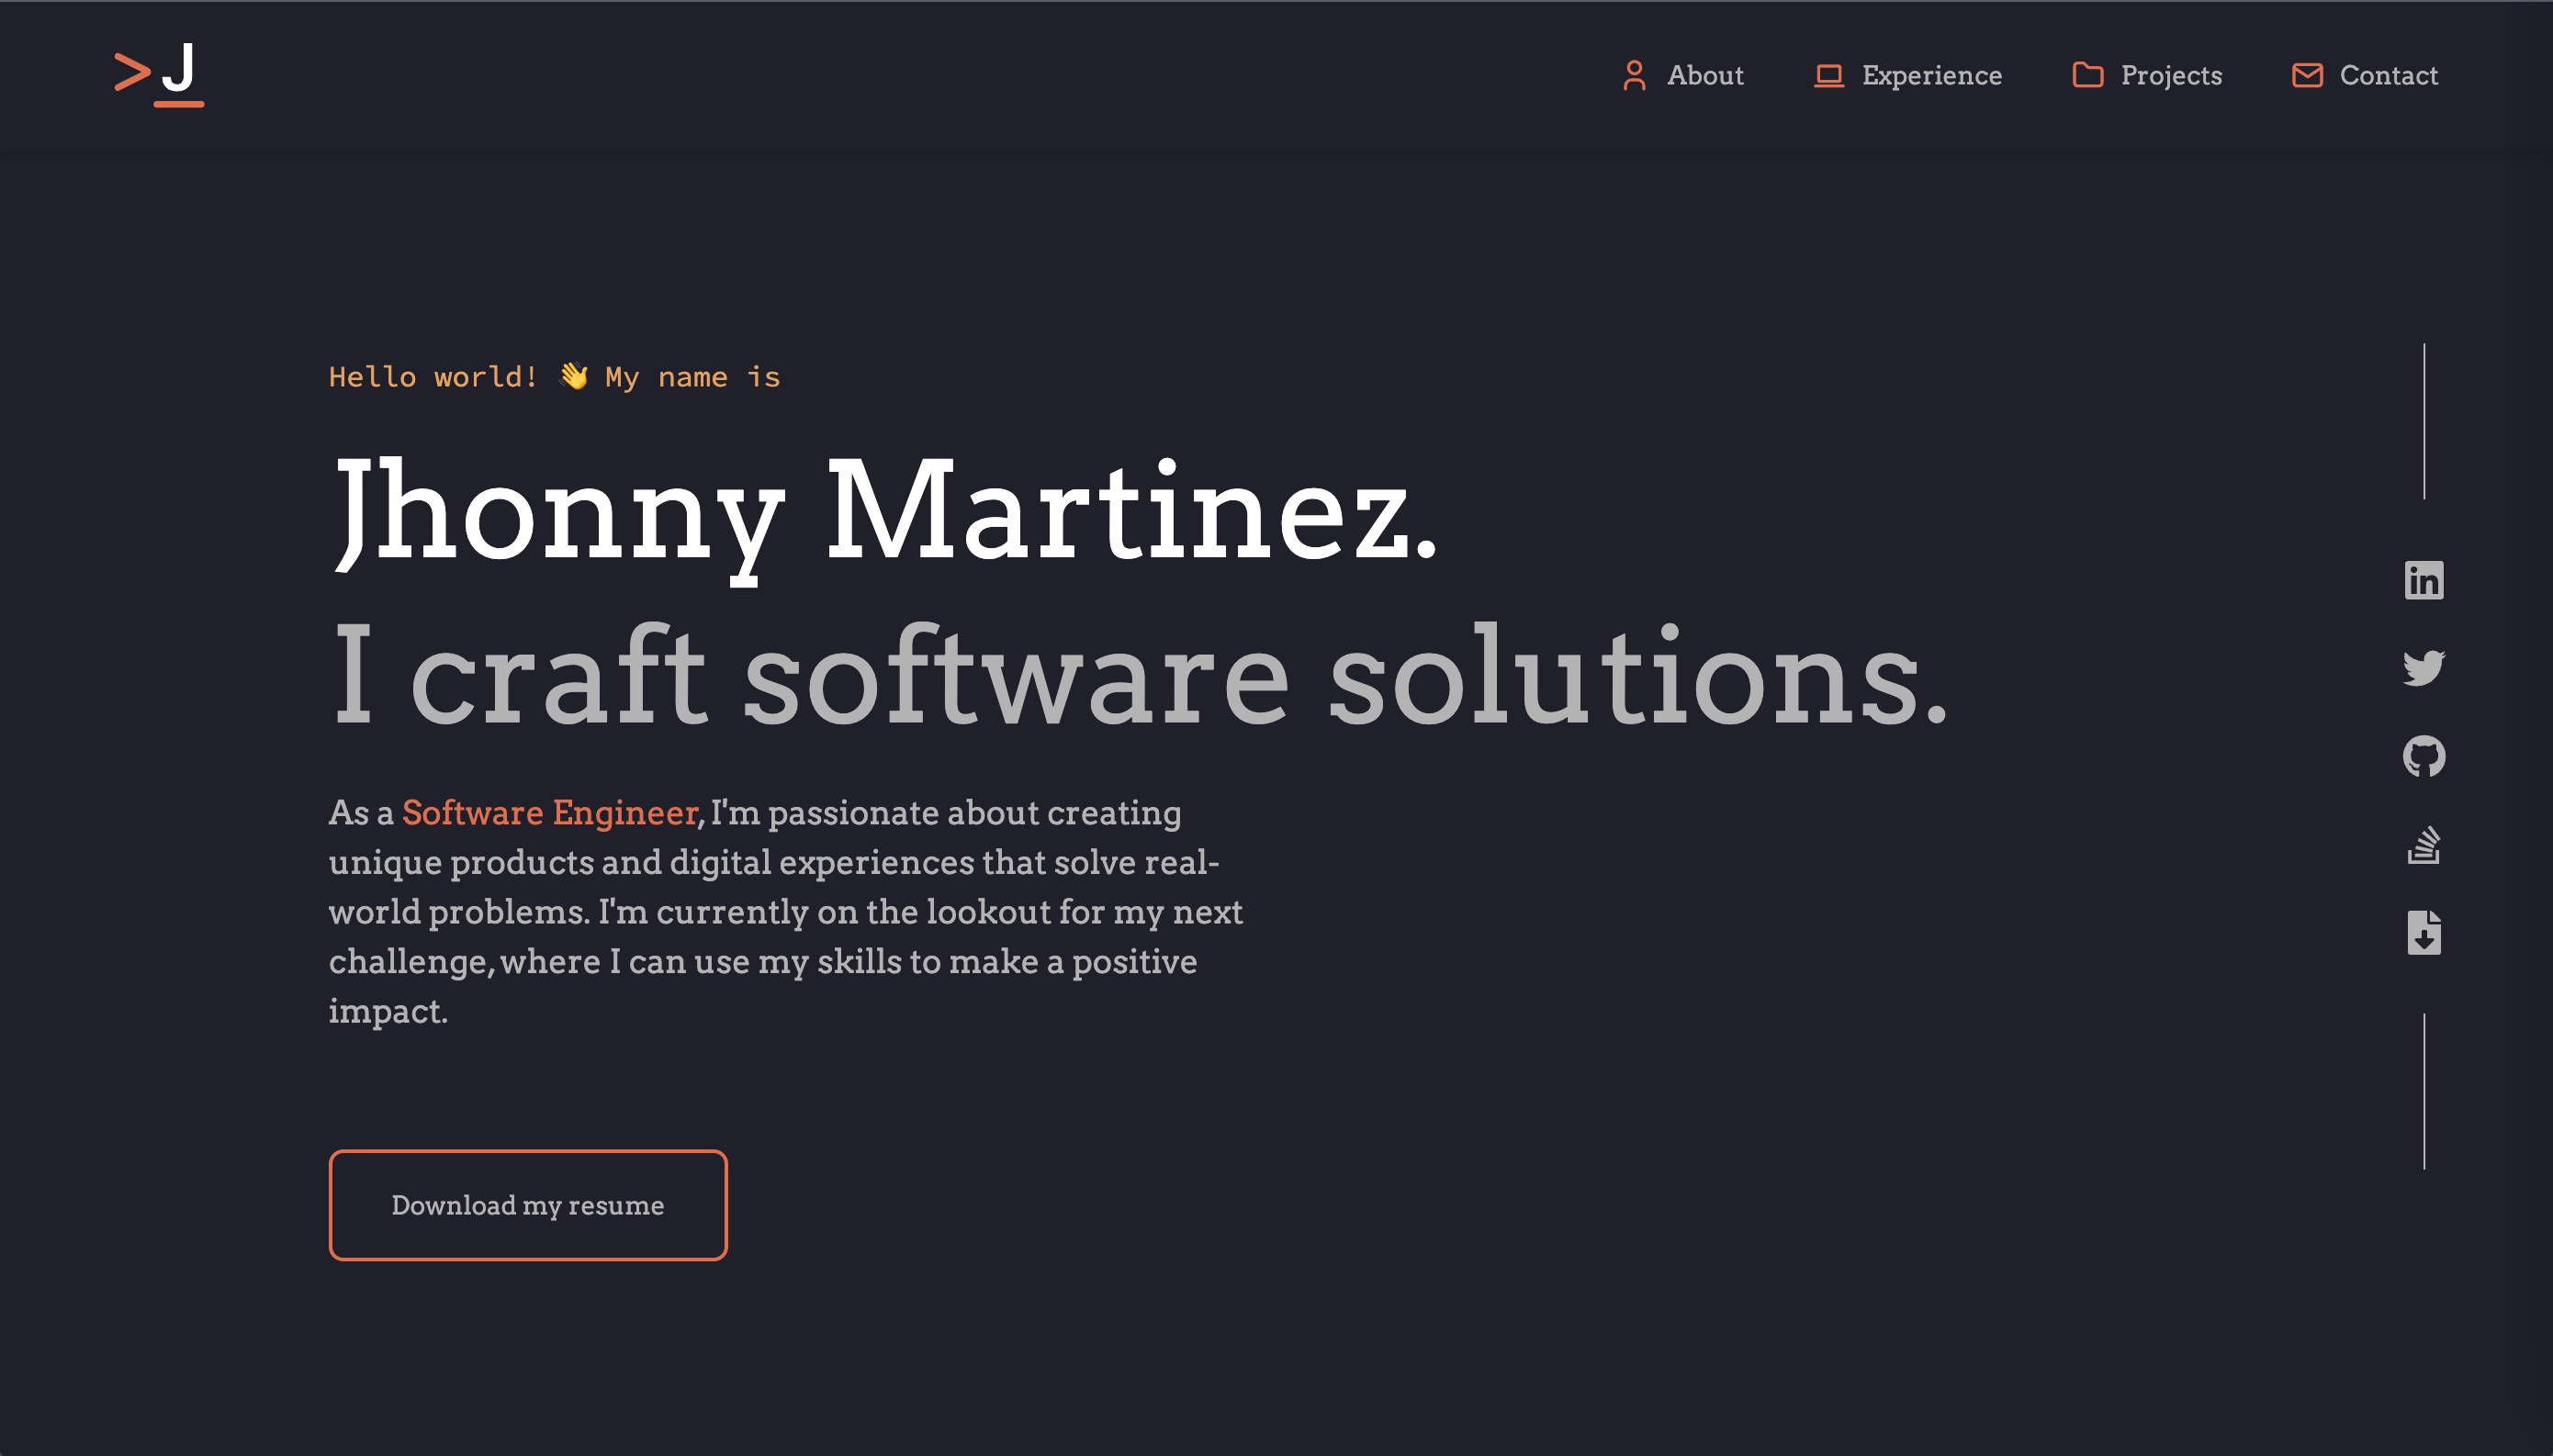 >J_
About Experience Projects Contact
Hello world! 👋 My name is
Jhonny Martinez.
I craft software solutions.
As a Software Engineer, I'm passionate about creating
unique products and digital experiences that solve real-
world problems. I'm currently on the lookout for my next
challenge, where I can use my skills to make a positive
impact.
in
Download my resume